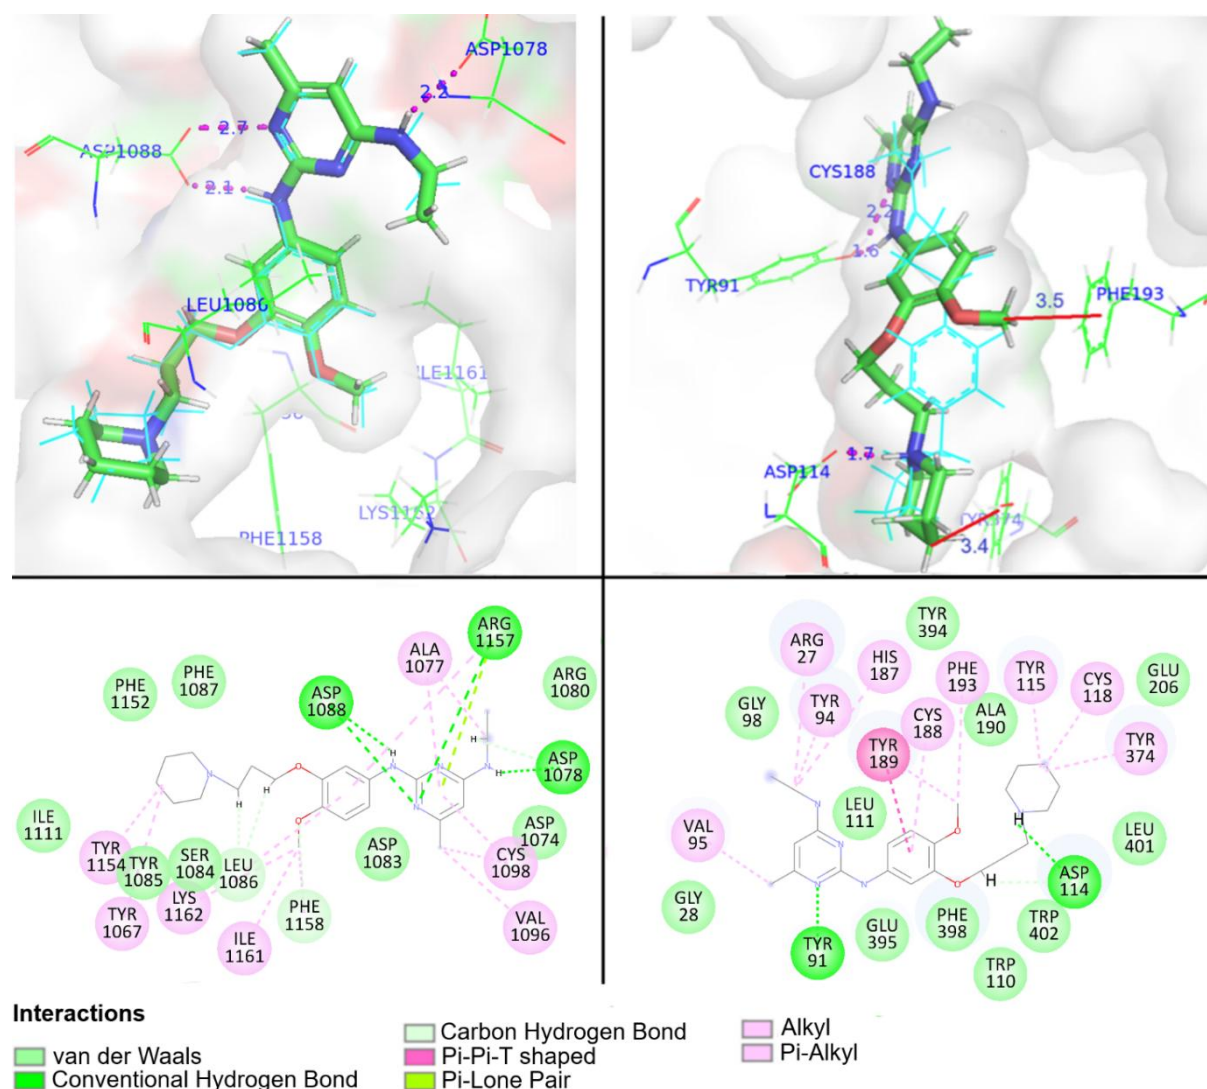 ASP1078
2.2
2.7
ASP1088
2.1
LEU1086
ILE1161
LYS1162
PHE1158
CYS188
2.2
1.6
TYR91
3.5
PHE193
ASP114
1.7
TYR374
3.4
ARG
1157
ALA
1077
ARG
1080
PHE
1152
PHE
1087
ASP
1088
H
H
N
N
N
N
H
N
O
O
ASP
1078
ILE
1111
TYR
1154
TYR
1085
SER
1084
LEU
1086
ASP
1083
ASP
1074
CYS
1098
TYR
1067
LYS
1162
PHE
1158
ILE
1161
VAL
1096
TYR
394
ARG
27
HIS
187
PHE
193
TYR
115
CYS
118
GLU
206
GLY
98
TYR
94
CYS
188
ALA
190
TYR
189
TYR
374
LEU
111
VAL
95
LEU
401
ASP
114
GLY
28
GLU
395
PHE
398
TRP
402
TYR
91
TRP
110
Interactions
van der Waals
Conventional Hydrogen Bond
Carbon Hydrogen Bond
Pi-Pi-T shaped
Pi-Lone Pair
Alkyl
Pi-Alkyl